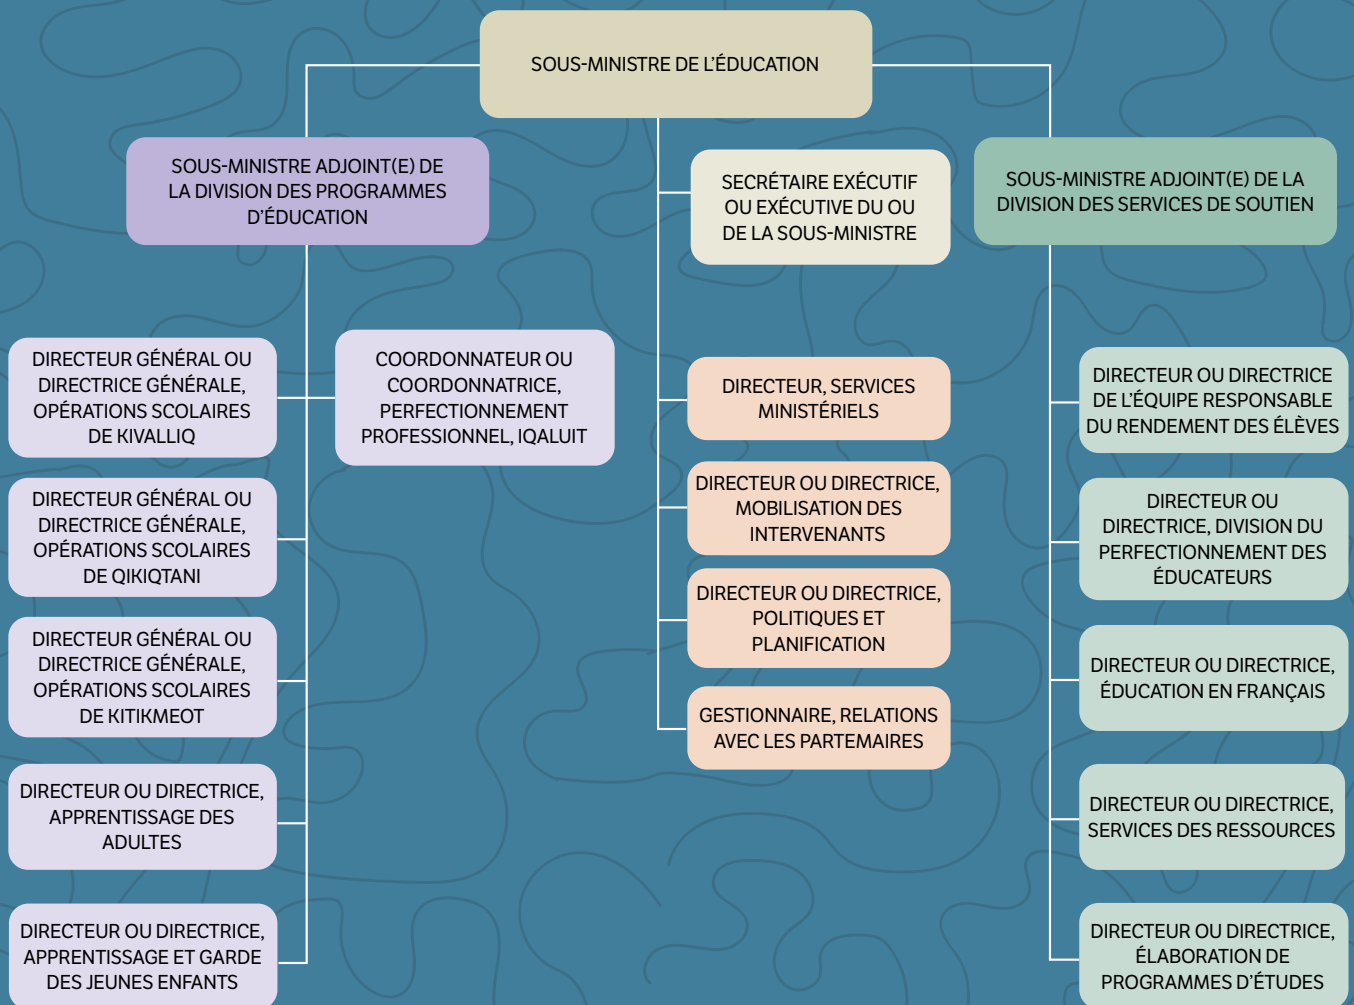 SOUS-MINISTRE DE L’ÉDUCATION
SOUS-MINISTRE ADJOINT(E) DE
LA DIVISION DES PROGRAMMES
D’ÉDUCATION
SECRÉTAIRE EXÉCUTIF
OU EXÉCUTIVE DU OU
DE LA SOUS-MINISTRE
SOUS-MINISTRE ADJOINT(E) DE LA
DIVISION DES SERVICES DE SOUTIEN
DIRECTEUR GÉNÉRAL OU
DIRECTRICE GÉNÉRALE,
OPÉRATIONS SCOLAIRES
DE KIVALLIQ
COORDONNATEUR OU
COORDONNATRICE,
PERFECTIONNEMENT
PROFESSIONNEL, IQALUIT
DIRECTEUR GÉNÉRAL OU
DIRECTRICE GÉNÉRALE,
OPÉRATIONS SCOLAIRES
DE QIKIQTANI
DIRECTEUR GÉNÉRAL OU
DIRECTRICE GÉNÉRALE,
OPÉRATIONS SCOLAIRES
DE KITIKMEOT
DIRECTEUR OU DIRECTRICE,
APPRENTISSAGE DES
ADULTES
DIRECTEUR OU DIRECTRICE,
APPRENTISSAGE ET GARDE
DES JEUNES ENFANTS
DIRECTEUR, SERVICES
MINISTÉRIELS
DIRECTEUR OU DIRECTRICE,
MOBILISATION DES
INTERVENANTS
DIRECTEUR OU DIRECTRICE,
POLITIQUES ET
PLANIFICATION
GESTIONNAIRE, RELATIONS
AVEC LES PARTEMAIRES
DIRECTEUR OU DIRECTRICE
DE L’ÉQUIPE RESPONSABLE
DU RENDEMENT DES ÉLÈVES
DIRECTEUR OU
DIRECTRICE, DIVISION DU
PERFECTIONNEMENT DES
ÉDUCATEURS
DIRECTEUR OU DIRECTRICE,
ÉDUCATION EN FRANÇAIS
DIRECTEUR OU DIRECTRICE,
SERVICES DES RESSOURCES
DIRECTEUR OU DIRECTRICE,
ÉLABORATION DE
PROGRAMMES D’ÉTUDES